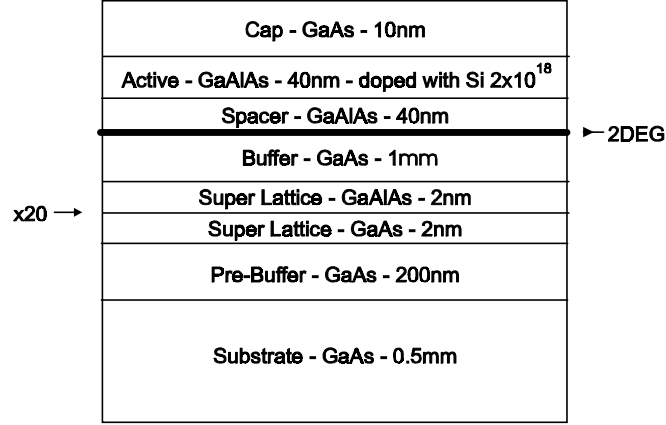 Cap - GaAs - 10nm
Active - GaAlAs - 40nm - doped with Si 2x10^18
Spacer - GaAlAs - 40nm
2DEG
Buffer - GaAs - 1mm
Super Lattice - GaAlAs - 2nm
x20
Super Lattice - GaAs - 2nm
Pre-Buffer - GaAs - 200nm
Substrate - GaAs - 0.5mm